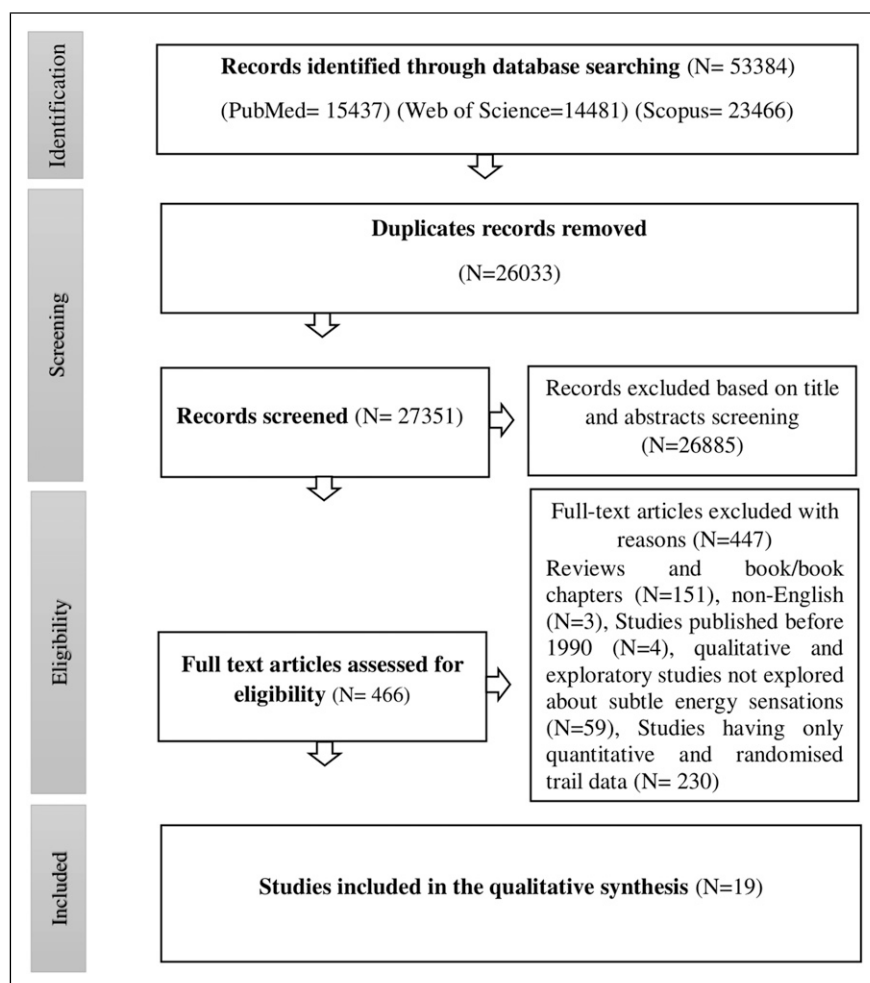 Identification
Records identified through database searching (N= 53384)
(PubMed= 15437) (Web of Science=14481) (Scopus= 23466)
Screening
Duplicates records removed
(N=26033)
Records screened (N= 27351)
Records excluded based on title
and abstracts screening
(N=26885)
Eligibility
Full text articles assessed for
eligibility (N= 466)
Full-text articles excluded with
reasons (N=447)
Reviews and book/book
chapters (N=151), non-English
(N=3), Studies published before
1990 (N=4), qualitative and
exploratory studies not explored
about subtle energy sensations
(N=59), Studies having only
quantitative and randomised
trail data (N= 230)
Included
Studies included in the qualitative synthesis (N=19)